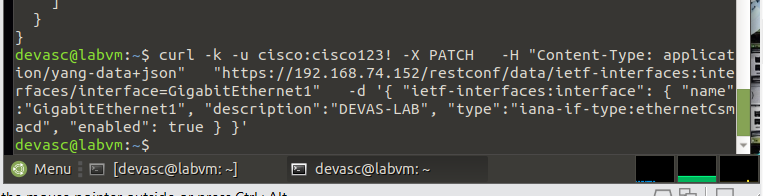 ]
}
}
devasc@labvm:~$ curl -k -u cisco:cisco123! -X PATCH   -H "Content-Type: applicat
ion/yang-data+json"   "https://192.168.74.152/restconf/data/ietf-interfaces:inte
rfaces/interface=GigabitEthernet1"   -d '{ "ietf-interfaces:interface": { "name"
:"GigabitEthernet1", "description":"DEVAS-LAB", "type":"iana-if-type:ethernetCsm
acd", "enabled": true } }'
devasc@labvm:~$
Menu [devasc@labvm: ~] devasc@labvm: ~
the mouse pointer outside or press Ctrl+Alt.